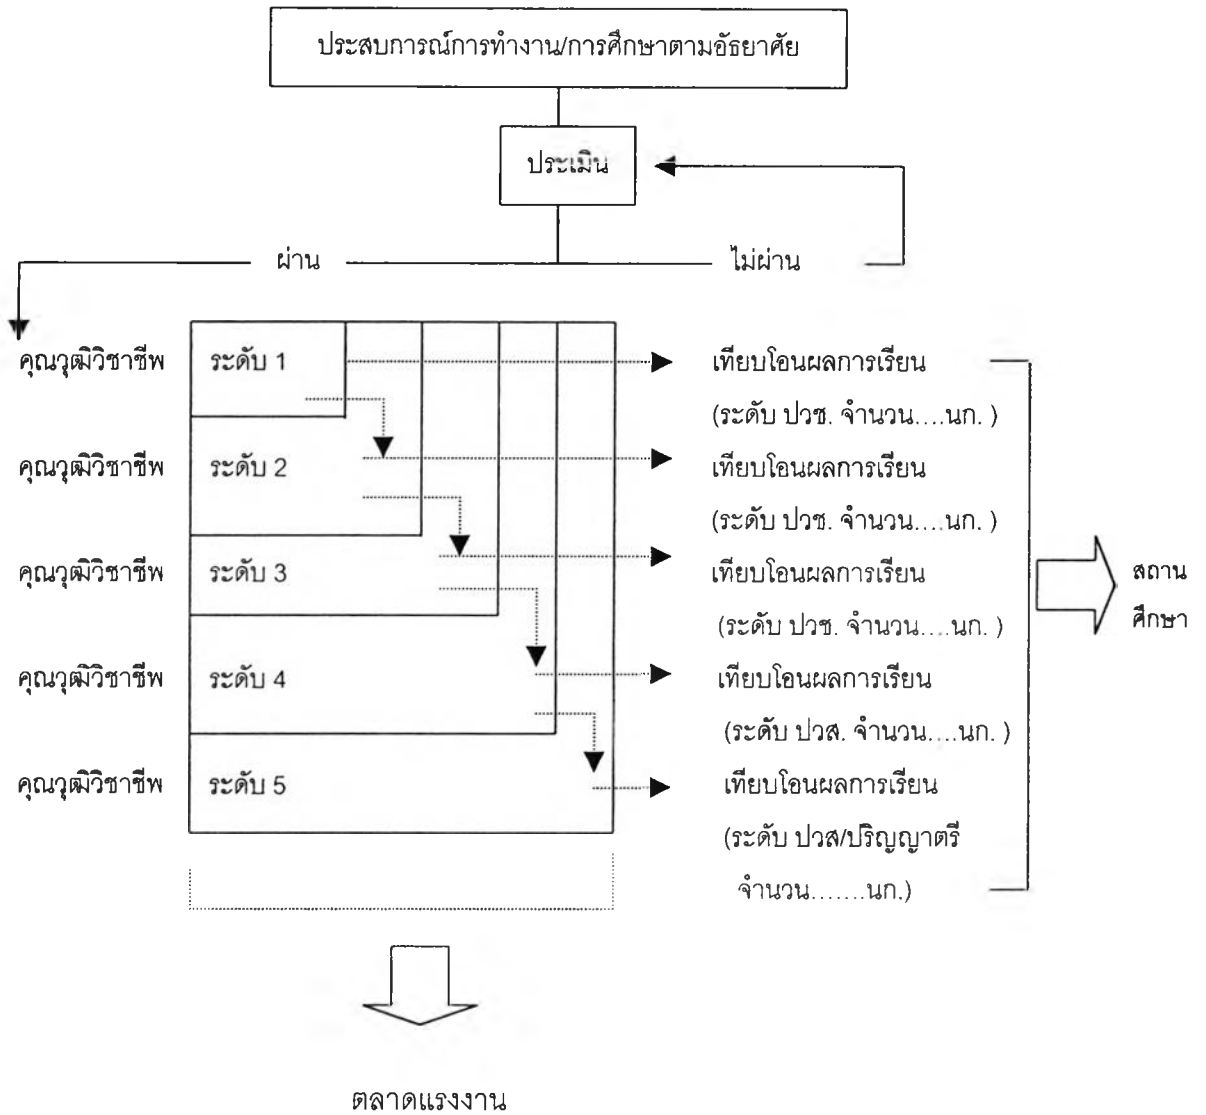 ประสบการณ์การทำงาน/การศึกษาตามอัธยาศัย
ประเมิน
ผ่าน
ไม่ผ่าน
คุณวุฒิวิชาชีพ ระดับ 1 เทียบโอนผลการเรียน
(ระดับ ปวช. จำนวน....นก. )
คุณวุฒิวิชาชีพ ระดับ 2 เทียบโอนผลการเรียน
(ระดับ ปวช. จำนวน....นก. )
คุณวุฒิวิชาชีพ ระดับ 3 เทียบโอนผลการเรียน
(ระดับ ปวช. จำนวน....นก. )
คุณวุฒิวิชาชีพ ระดับ 4 เทียบโอนผลการเรียน
(ระดับ ปวส. จำนวน....นก. )
คุณวุฒิวิชาชีพ ระดับ 5 เทียบโอนผลการเรียน
(ระดับ ปวส/ปริญญาตรี
จำนวน.......นก.)
สถาน
ศึกษา
ตลาดแรงงาน